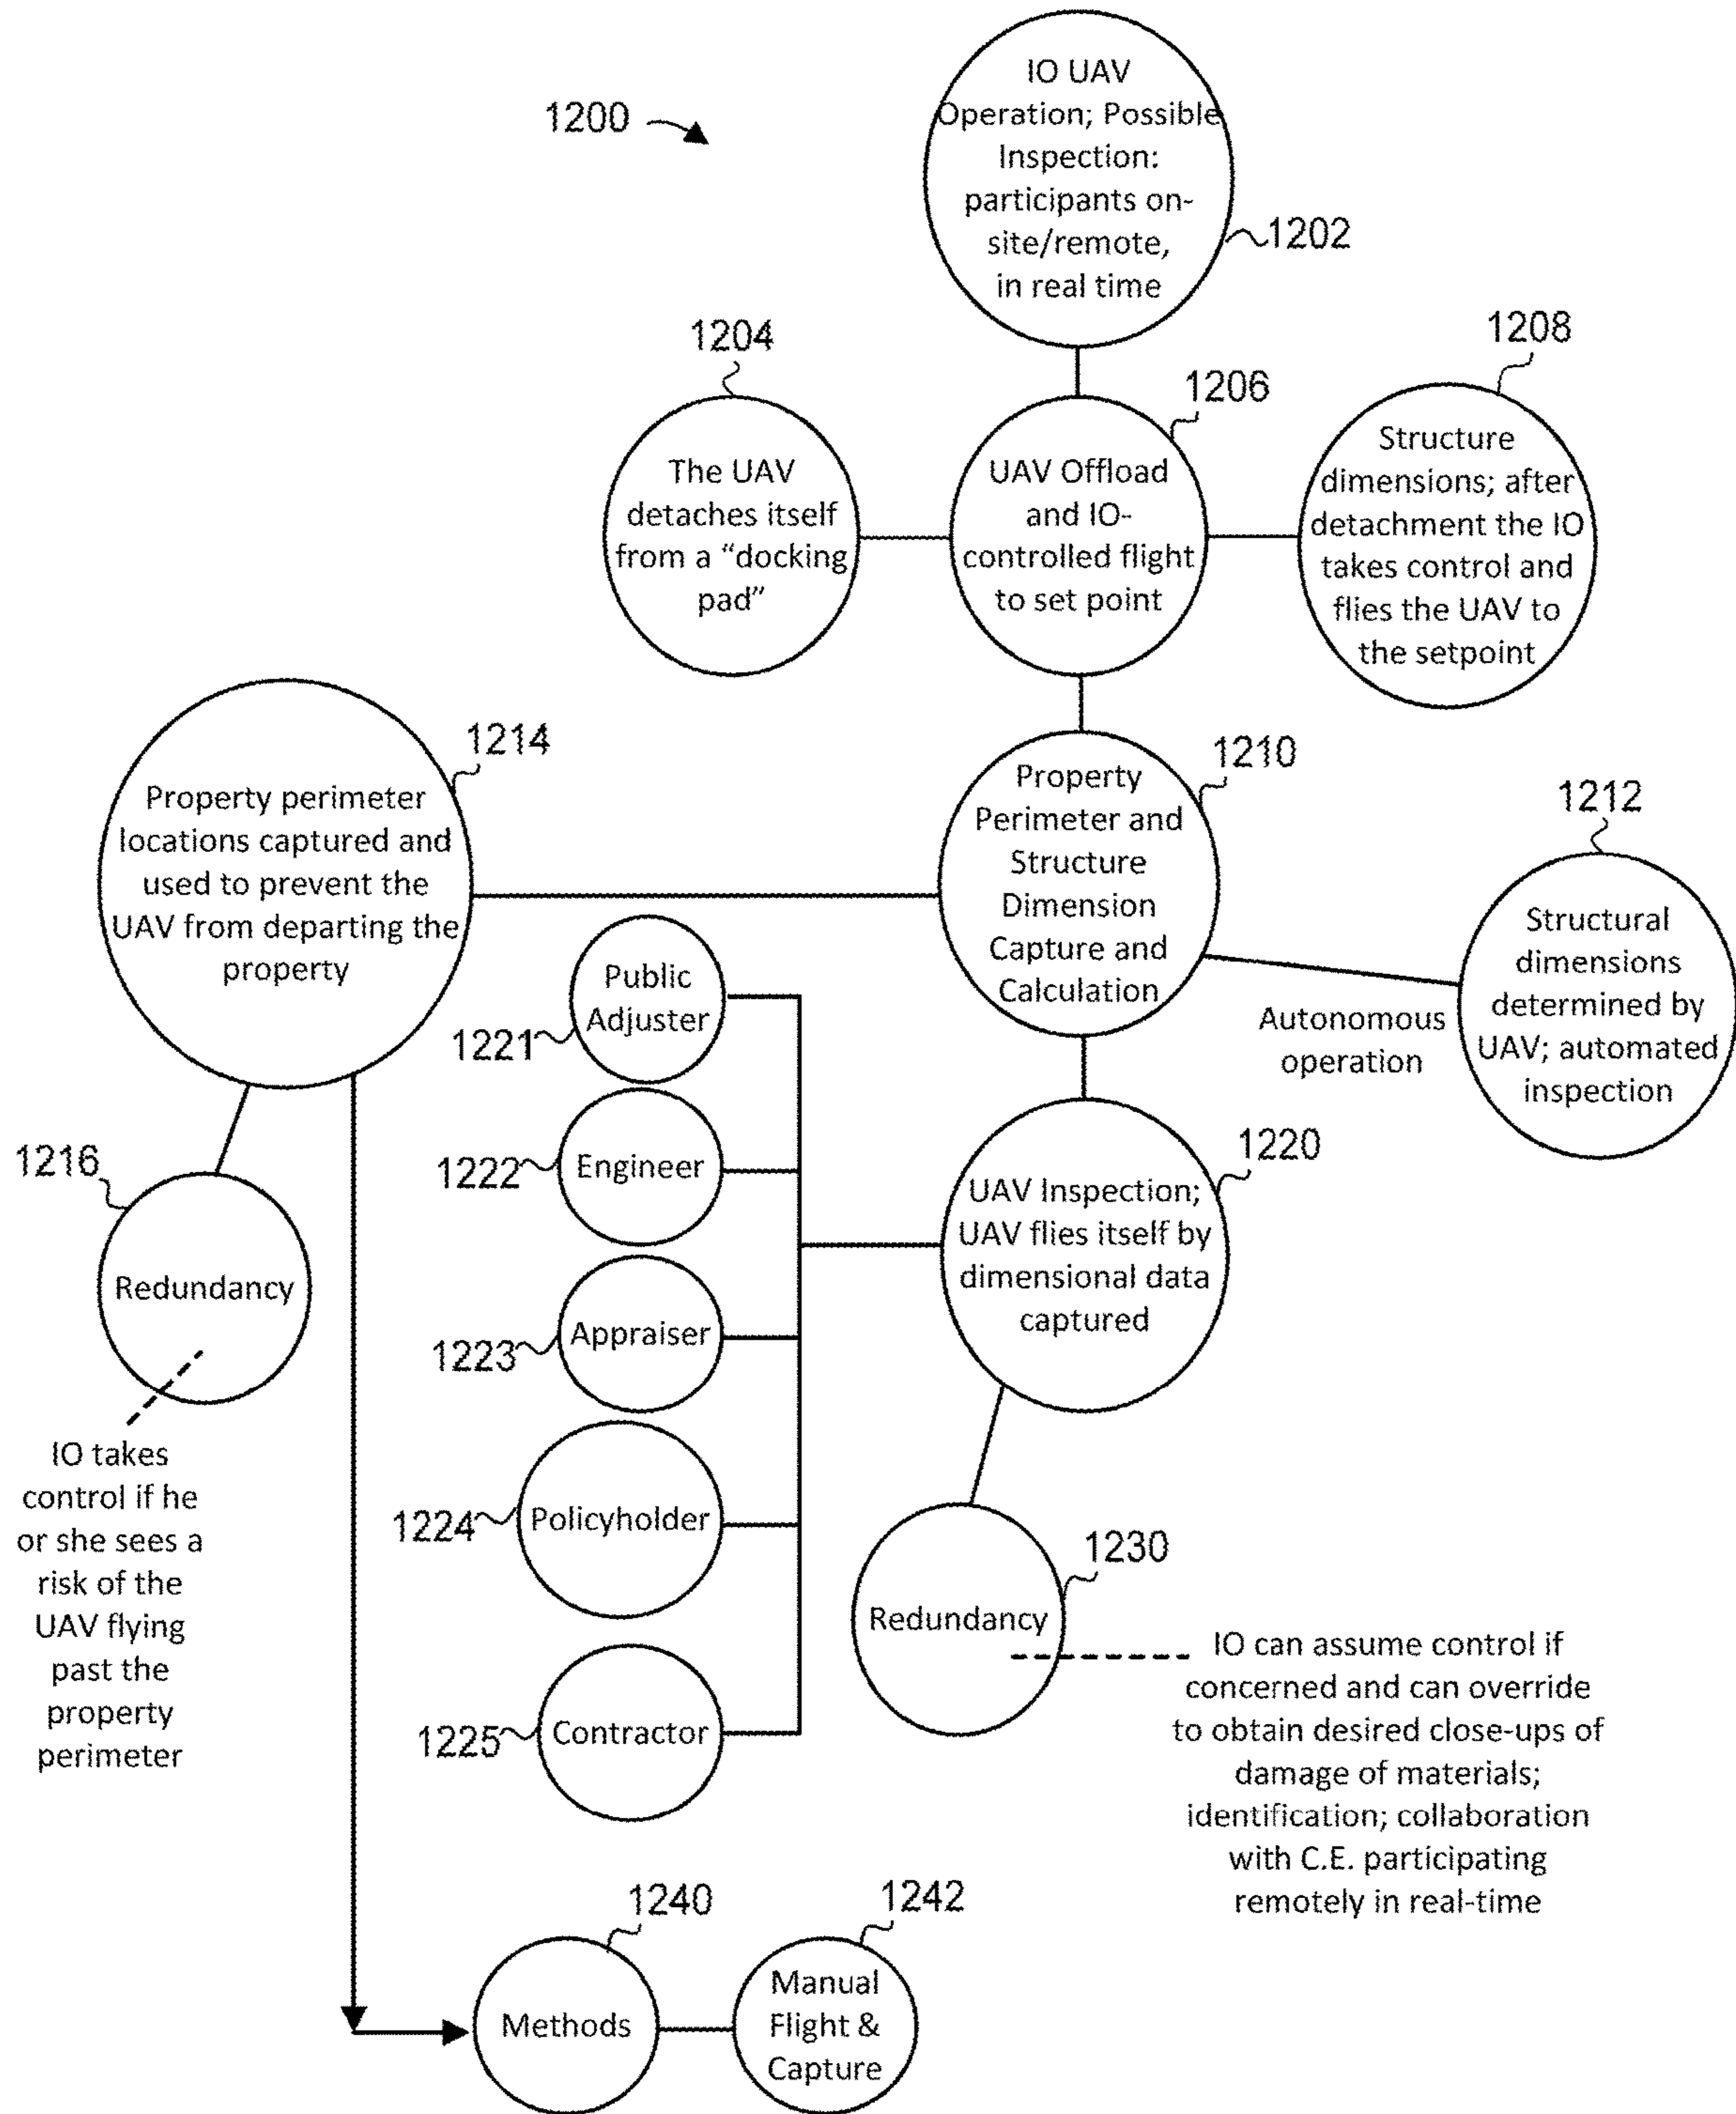 1200
IO UAV
Operation; Possible
Inspection:
participants on-
site/remote,
in real time
1202
1204
The UAV
detaches itself
from a “docking
pad”
1206
UAV Offload
and IO-
controlled flight
to set point
1208
Structure
dimensions; after
detachment the IO
takes control and
flies the UAV to
the setpoint
1214
Property perimeter
locations captured and
used to prevent the
UAV from departing the
property
1210
Property
Perimeter and
Structure
Dimension
Capture and
Calculation
1212
Structural
dimensions
determined by
UAV; automated
inspection
Autonomous
operation
Public
Adjuster
1221
1222
Engineer
1223
Appraiser
1224
Policyholder
1225
Contractor
1220
UAV Inspection;
UAV flies itself by
dimensional data
captured
1216
Redundancy
IO takes
control if he
or she sees a
risk of the
UAV flying
past the
property
perimeter
1230
Redundancy
IO can assume control if
concerned and can override
to obtain desired close-ups of
damage of materials;
identification; collaboration
with C.E. participating
remotely in real-time
1240
Methods
1242
Manual
Flight &
Capture